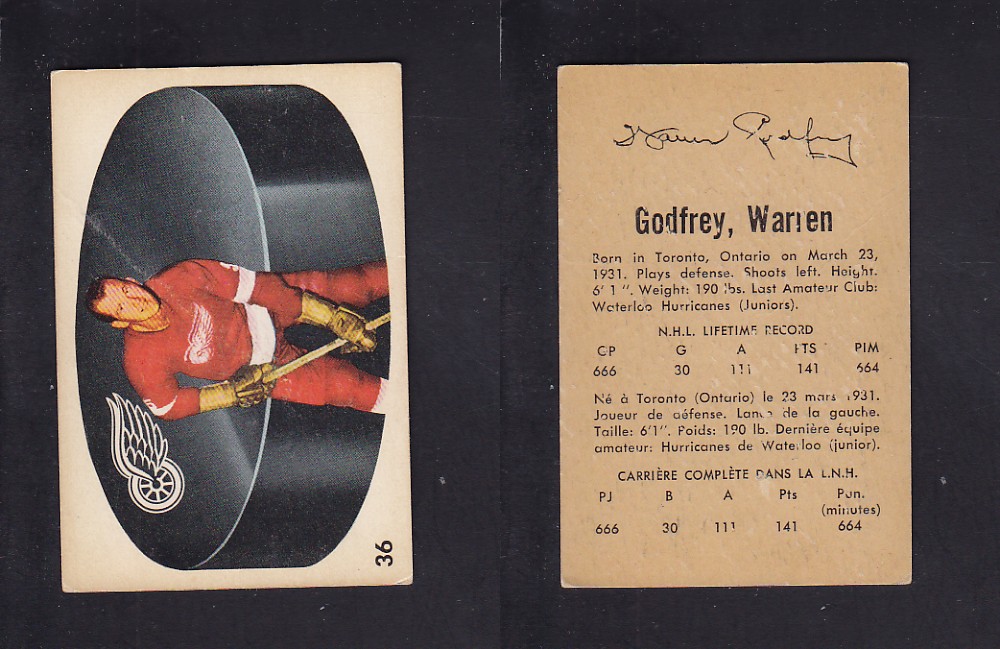 36
Warren Godfrey
Godfrey, Warren
Born in Toronto, Ontario on March 23,
1931. Plays defense. Shoots left. Height:
6' 1 ". Weight: 190 lbs. Last Amateur Club:
Waterloo Hurricanes (Juniors).
N.H.L. LIFETIME RECORD
GP G A PTS PIM
666 30 111 141 664
Né à Toronto (Ontario) le 23 mars 1931.
Joueur de défense. Lance de la gauche.
Taille: 6'1". Poids: 190 lb. Dernière équipe
amateur: Hurricanes de Waterloo (junior).
CARRIÈRE COMPLÈTE DANS LA L.N.H.
PJ B A Pts Pun.
(minutes)
666 30 111 141 664